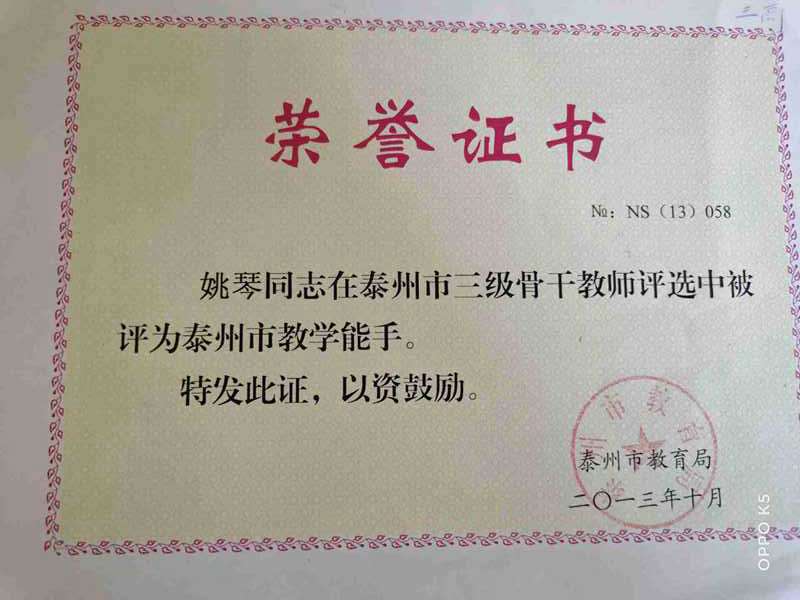 三
荣誉证书
№：NS（13）058
姚琴同志在泰州市三级骨干教师评选中被
评为泰州市教学能手。
特发此证，以资鼓励。
泰州市教育局
二〇一三年十月
OPPO K5